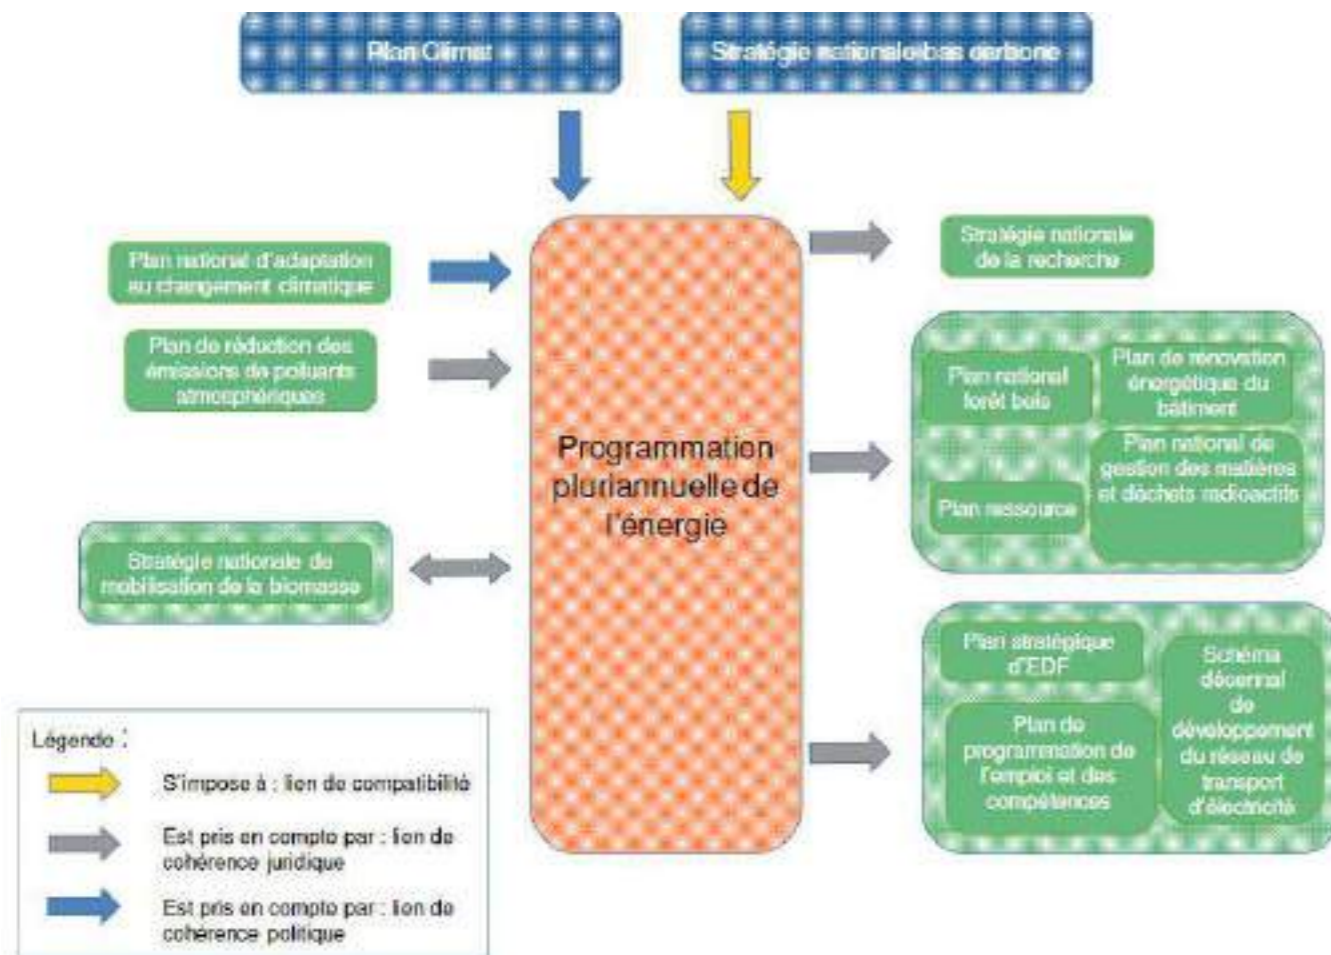 Plan Climat
Stratégie nationale bas carbone
Plan national d'adaptation
au changement climatique
Plan de réduction des
émissions de polluants
atmosphériques
Stratégie nationale de
mobilisation de la biomasse
Programmation
pluriannuelle de
l'énergie
Stratégie nationale
de la recherche
Plan national
forêt bois
Plan de rénovation
énergétique du
bâtiment
Plan ressource
Plan national de
gestion des matières
et déchets radioactifs
Plan stratégique
d'EDF
Plan de
programmation de
l'emploi et des
compétences
Schéma
décennal
de
développement
du réseau de
transport
d'électricité
Légende :
S'impose à : lien de compatibilité
Est pris en compte par : lien de
cohérence juridique
Est pris en compte par : lien de
cohérence politique